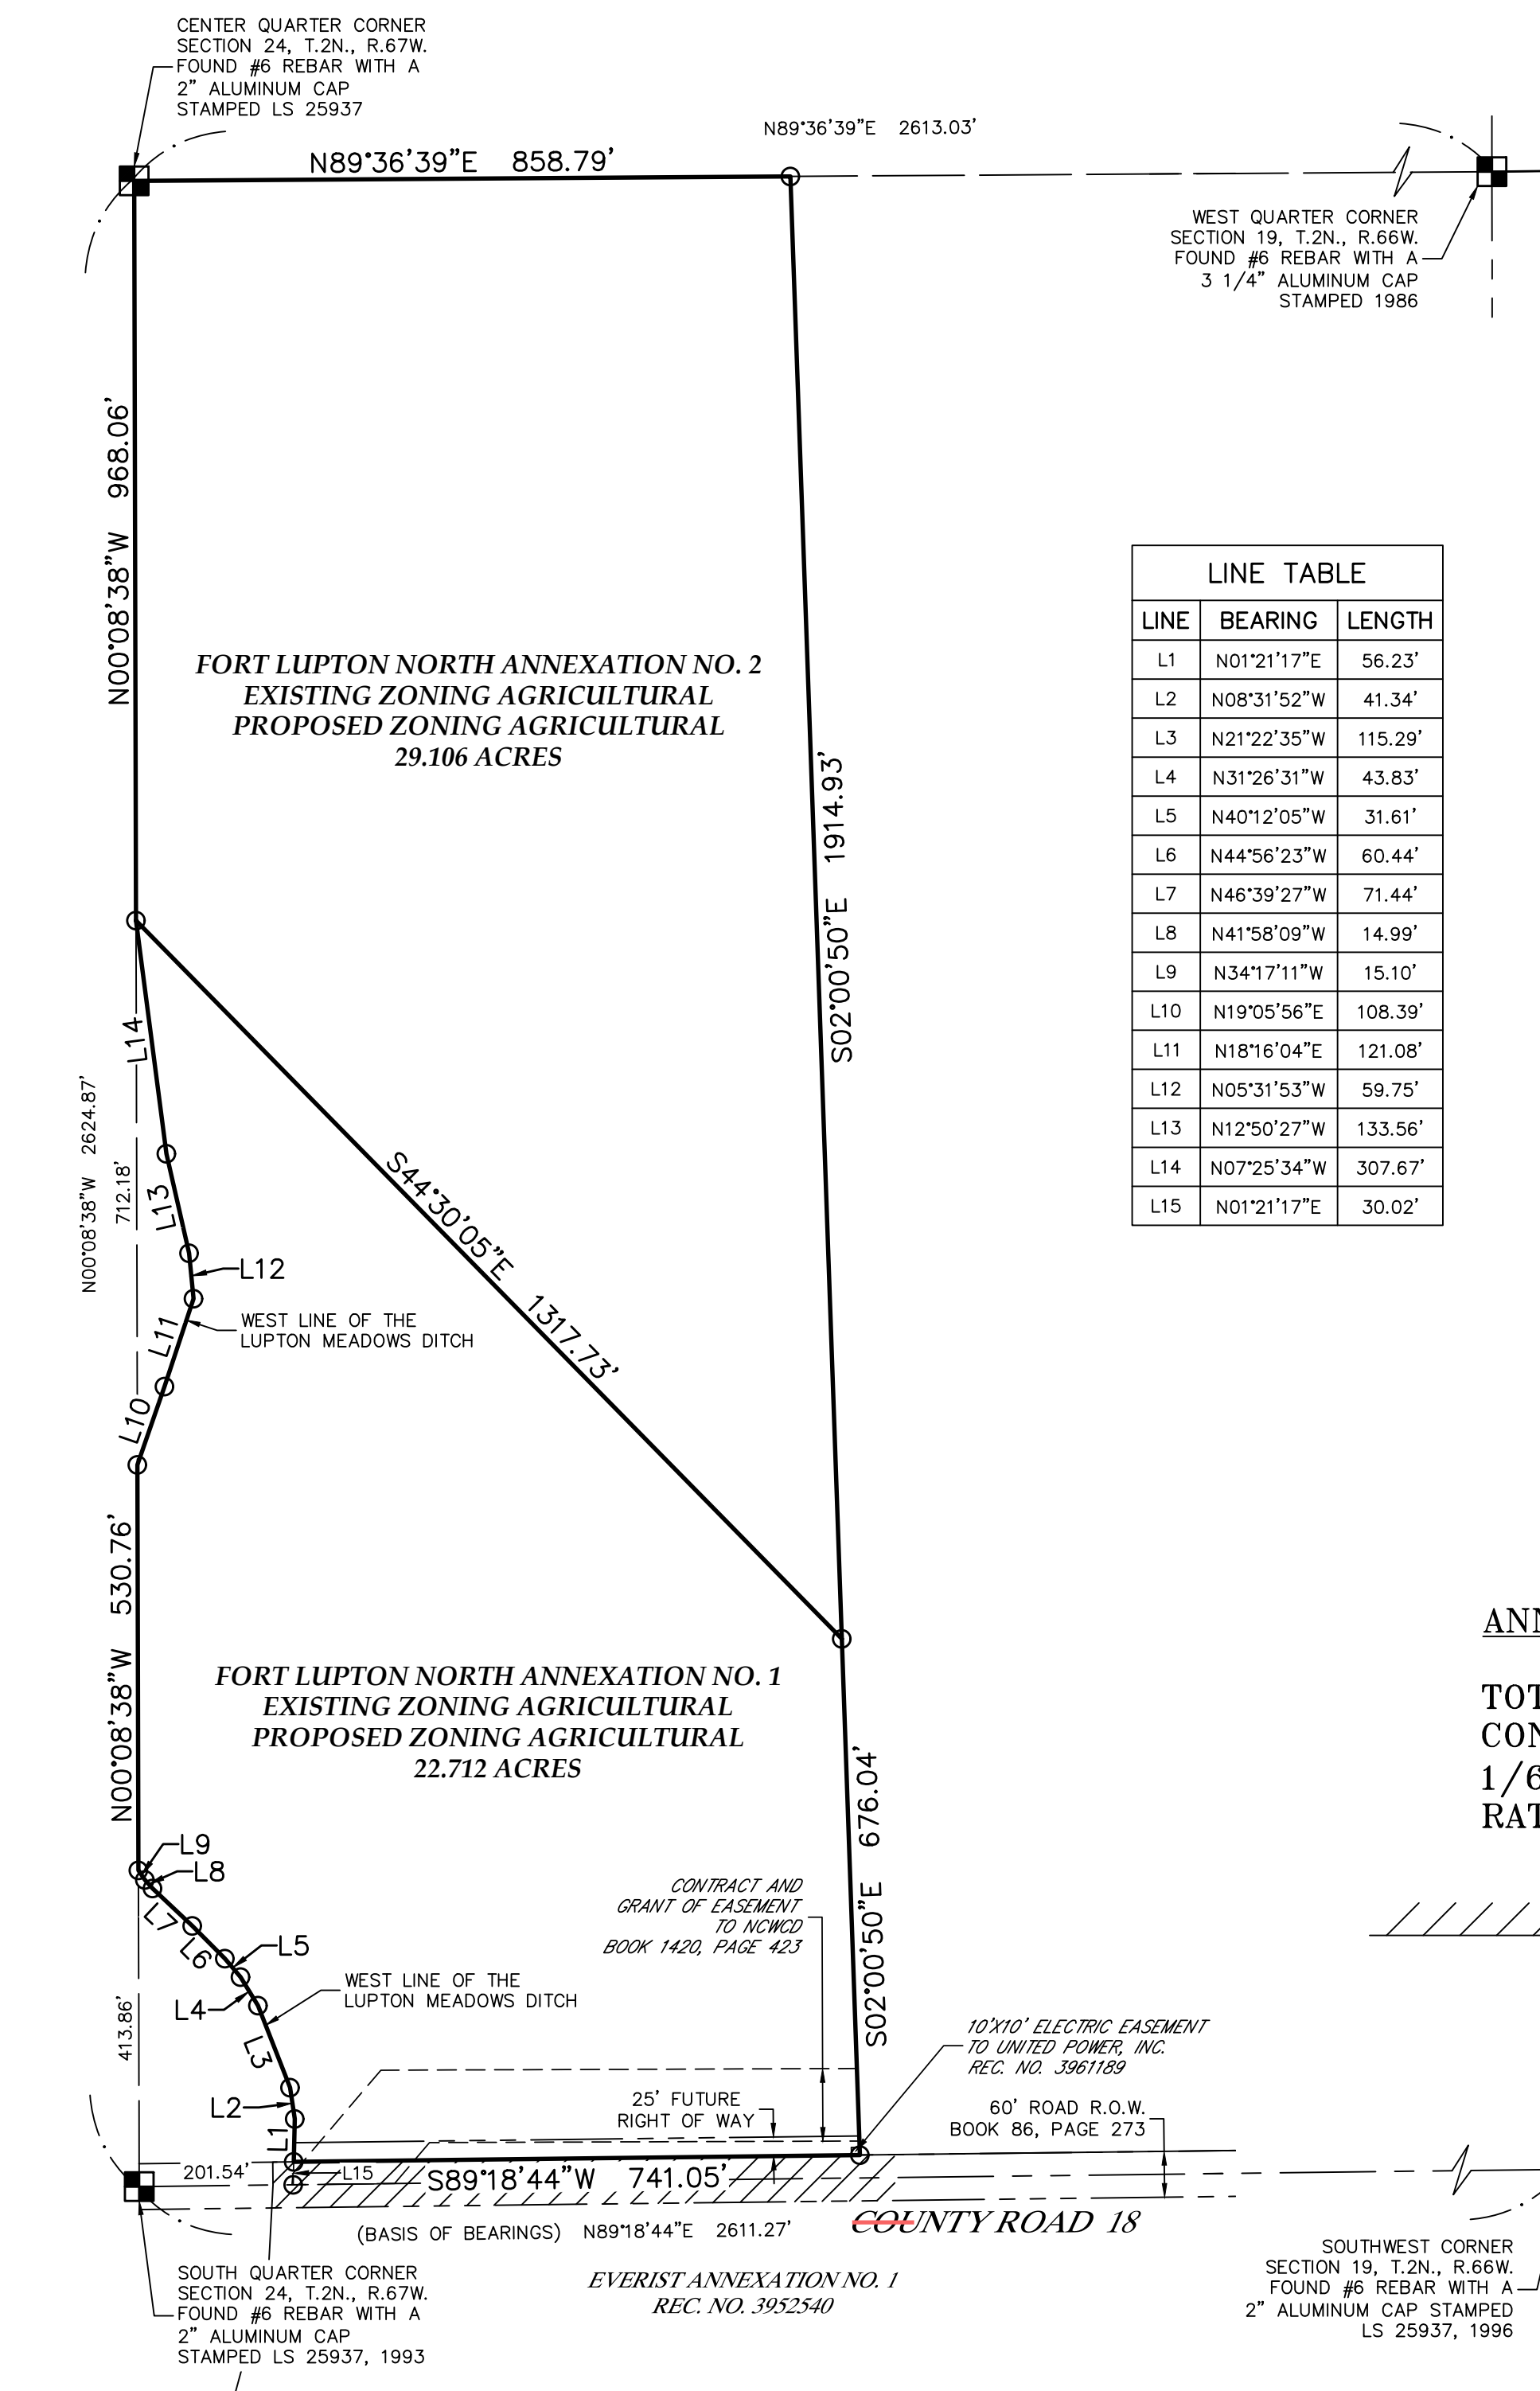 CENTER QUARTER CORNER
SECTION 24, T.2N., R.67W.
FOUND #6 REBAR WITH A
2" ALUMINUM CAP
STAMPED LS 25937
N89°36'39"E 2613.03'
N89°36'39"E 858.79'
WEST QUARTER CORNER
SECTION 19, T.2N., R.66W.
FOUND #6 REBAR WITH A
3 1/4" ALUMINUM CAP
STAMPED 1986
N00°08'38"W 968.06'
FORT LUPTON NORTH ANNEXATION NO. 2
EXISTING ZONING AGRICULTURAL
PROPOSED ZONING AGRICULTURAL
29.106 ACRES
S02°00'50"E 1914.93'
LINE TABLE
LINE BEARING LENGTH
L1 N01°21'17"E 56.23'
L2 N08°31'52"W 41.34'
L3 N21°22'35"W 115.29'
L4 N31°26'31"W 43.83'
L5 N40°12'05"W 31.61'
L6 N44°56'23"W 60.44'
L7 N46°39'27"W 71.44'
L8 N41°58'09"W 14.99'
L9 N34°17'11"W 15.10'
L10 N19°05'56"E 108.39'
L11 N18°16'04"E 121.08'
L12 N05°31'53"W 59.75'
L13 N12°50'27"W 133.56'
L14 N07°25'34"W 307.67'
L15 N01°21'17"E 30.02'
L14
N00°08'38"W 2624.87'
712.18'
L13
L12
S44°30'05"E 1317.73'
WEST LINE OF THE
LUPTON MEADOWS DITCH
L11
L10
N00°08'38"W 530.76'
FORT LUPTON NORTH ANNEXATION NO. 1
EXISTING ZONING AGRICULTURAL
PROPOSED ZONING AGRICULTURAL
22.712 ACRES
S02°00'50"E 676.04'
ANN
TOT
CON
1/6
RAT
L9
L8
L7
L6
L5
L4
L3
L2
L1
413.86'
WEST LINE OF THE
LUPTON MEADOWS DITCH
CONTRACT AND
GRANT OF EASEMENT
TO NCWCD
BOOK 1420, PAGE 423
10'X10' ELECTRIC EASEMENT
TO UNITED POWER, INC.
REC. NO. 3961189
25' FUTURE
RIGHT OF WAY
60' ROAD R.O.W.
BOOK 86, PAGE 273
201.54'
L15
S89°18'44"W 741.05'
(BASIS OF BEARINGS) N89°18'44"E 2611.27'
COUNTY ROAD 18
EVERIST ANNEXATION NO. 1
REC. NO. 3952540
SOUTH QUARTER CORNER
SECTION 24, T.2N., R.67W.
FOUND #6 REBAR WITH A
2" ALUMINUM CAP
STAMPED LS 25937, 1993
SOUTHWEST CORNER
SECTION 19, T.2N., R.66W.
FOUND #6 REBAR WITH A
2" ALUMINUM CAP STAMPED
LS 25937, 1996